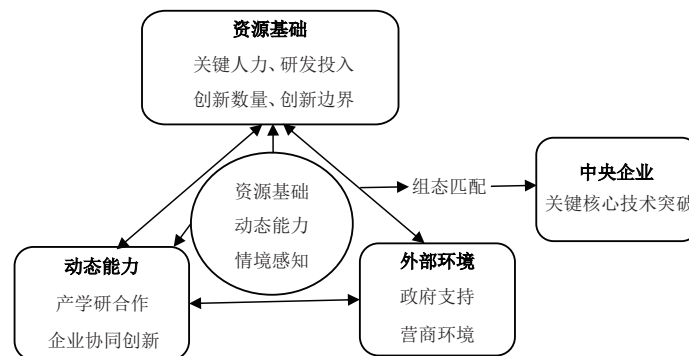 资源基础
关键人力、研发投入
创新数量、创新边界
资源基础
动态能力
情境感知
组态匹配
中央企业
关键核心技术突破
动态能力
产学研合作
企业协同创新
外部环境
政府支持
营商环境